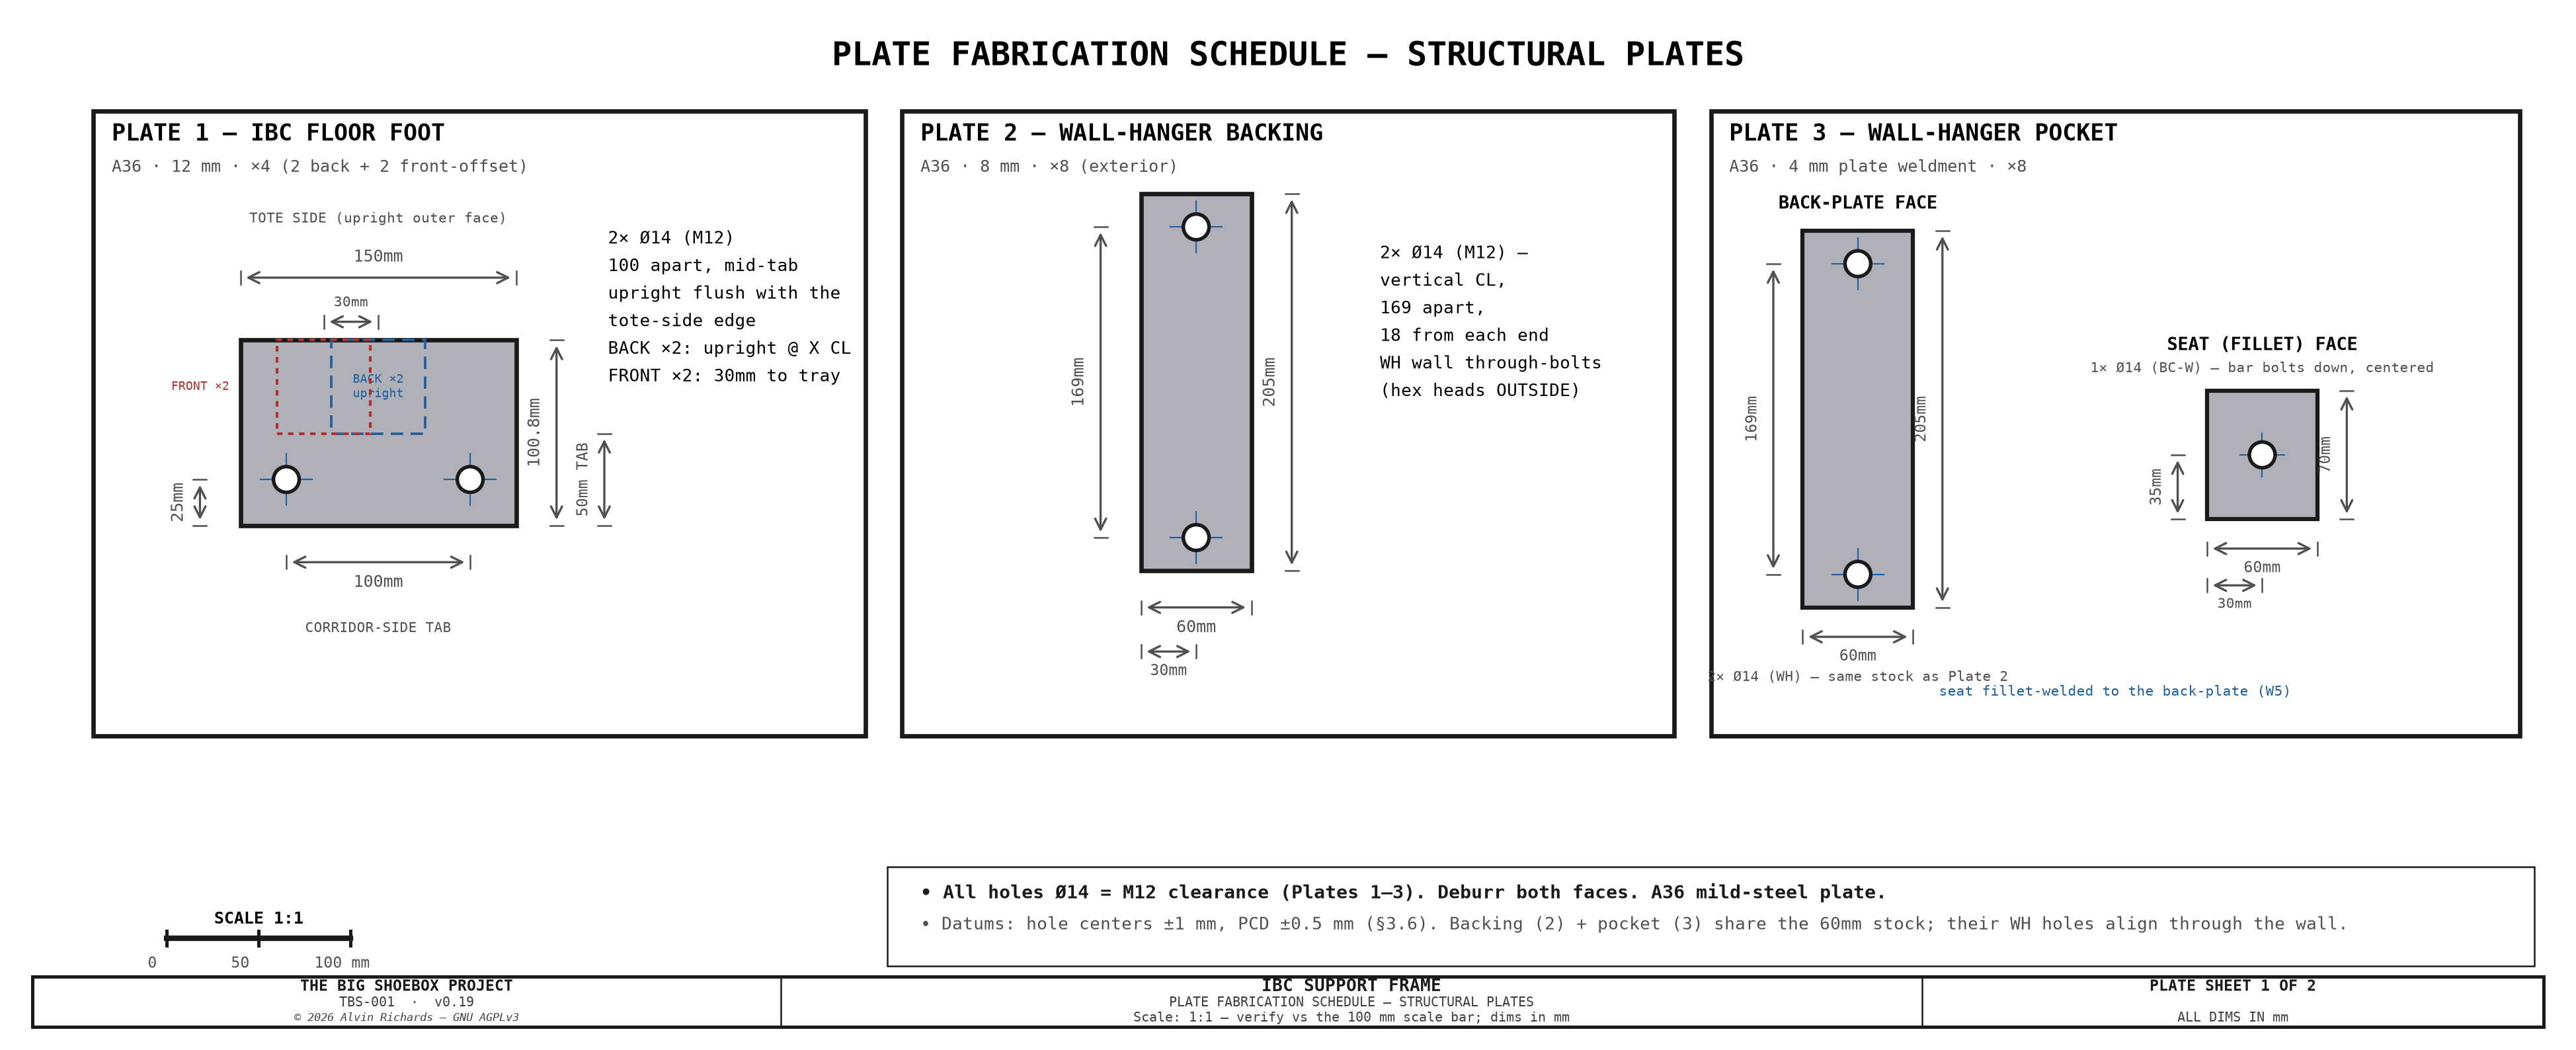 PLATE FABRICATION SCHEDULE — STRUCTURAL PLATES
PLATE 1 — IBC FLOOR FOOT
A36 · 12 mm · ×4 (2 back + 2 front-offset)
TOTE SIDE (upright outer face)
150mm
30mm
FRONT ×2
BACK ×2
upright
100.8mm
50mm TAB
25mm
100mm
CORRIDOR-SIDE TAB
2× Ø14 (M12)
100 apart, mid-tab
upright flush with the
tote-side edge
BACK ×2: upright @ X CL
FRONT ×2: 30mm to tray
PLATE 2 — WALL-HANGER BACKING
A36 · 8 mm · ×8 (exterior)
169mm
205mm
60mm
30mm
2× Ø14 (M12) —
vertical CL,
169 apart,
18 from each end
WH wall through-bolts
(hex heads OUTSIDE)
PLATE 3 — WALL-HANGER POCKET
A36 · 4 mm plate weldment · ×8
BACK-PLATE FACE
169mm
205mm
60mm
2× Ø14 (WH) — same stock as Plate 2
SEAT (FILLET) FACE
1× Ø14 (BC-W) — bar bolts down, centered
35mm
70mm
60mm
30mm
seat fillet-welded to the back-plate (W5)
• All holes Ø14 = M12 clearance (Plates 1–3). Deburr both faces. A36 mild-steel plate.
• Datums: hole centers ±1 mm, PCD ±0.5 mm (§3.6). Backing (2) + pocket (3) share the 60mm stock; their WH holes align through the wall.
SCALE 1:1
0 50 100 mm
THE BIG SHOEBOX PROJECT
TBS-001 · v0.19
© 2026 Alvin Richards — GNU AGPLv3
IBC SUPPORT FRAME
PLATE FABRICATION SCHEDULE — STRUCTURAL PLATES
Scale: 1:1 — verify vs the 100 mm scale bar; dims in mm
PLATE SHEET 1 OF 2
ALL DIMS IN mm